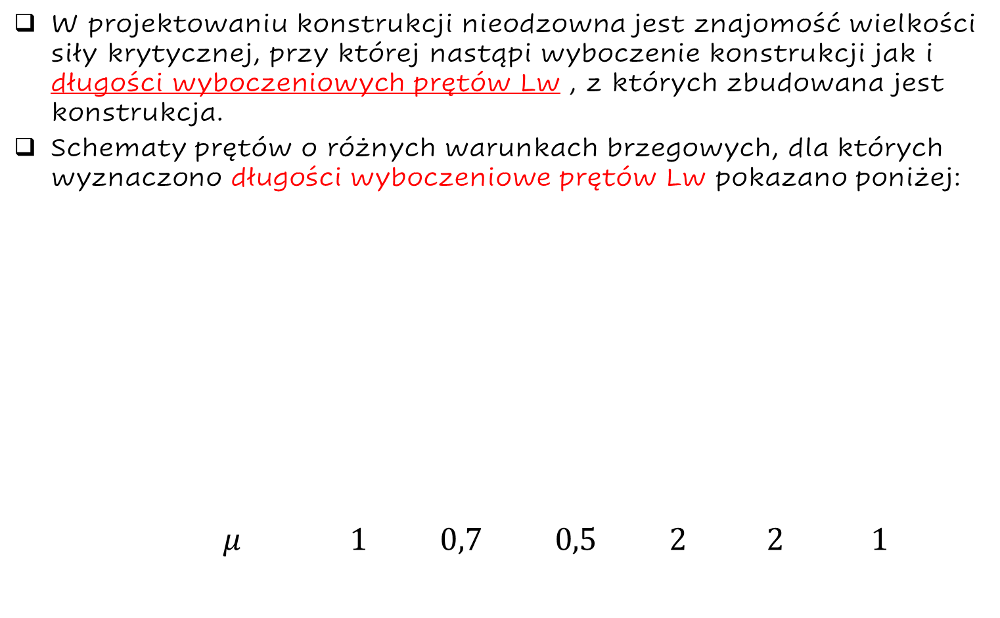 ❑ W projektowaniu konstrukcji nieodzowna jest znajomość wielkości
siły krytycznej, przy której nastąpi wyboczenie konstrukcji jak i
długości wyboczeniowych prętów Lw , z których zbudowana jest
konstrukcja.
❑ Schematy prętów o różnych warunkach brzegowych, dla których
wyznaczono długości wyboczeniowe prętów Lw pokazano poniżej:
μ 1 0,7 0,5 2 2 1